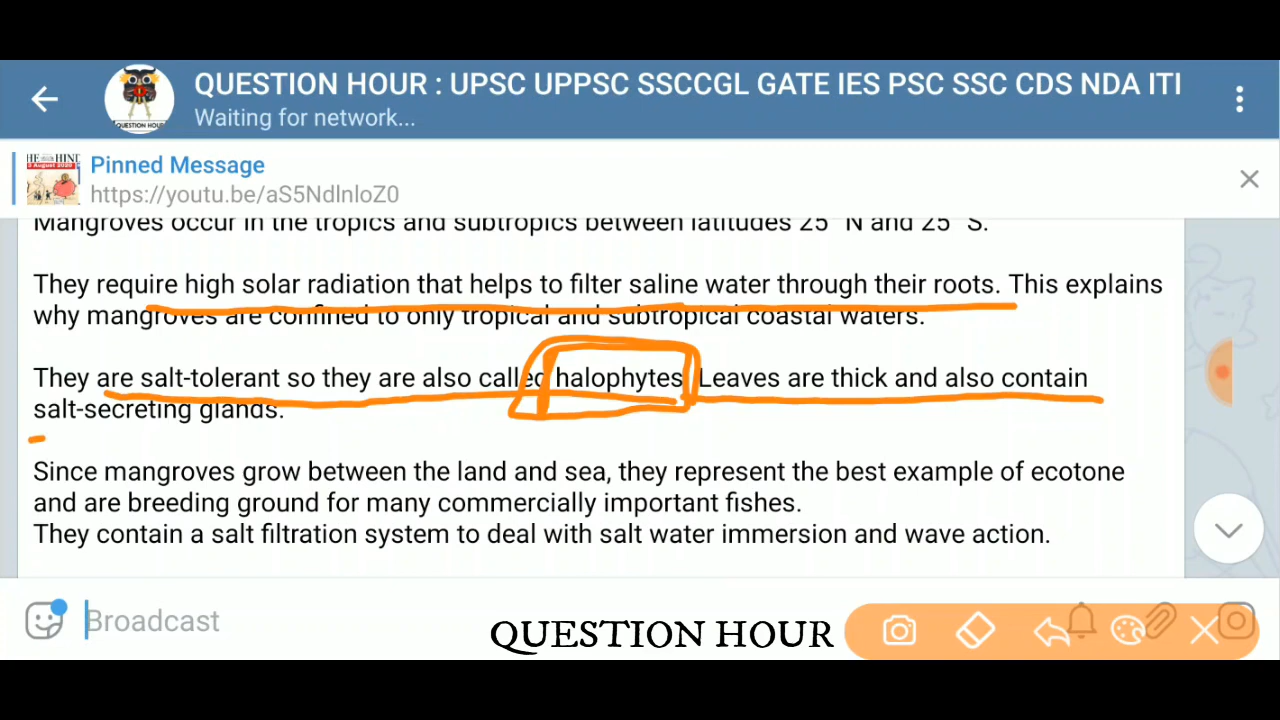 QUESTION HOUR : UPSC UPPSC SSCCGL GATE IES PSC SSC CDS NDA ITI
Waiting for network...
QUESTION HOUR
HE HIND
August 2020
Pinned Message
https://youtu.be/aS5NdlnloZ0
Mangroves occur in the tropics and subtropics between latitudes 25° N and 25° S.
They require high solar radiation that helps to filter saline water through their roots. This explains
why mangroves are confined to only tropical and subtropical coastal waters.
They are salt-tolerant so they are also called halophytes. Leaves are thick and also contain
salt-secreting glands.
Since mangroves grow between the land and sea, they represent the best example of ecotone
and are breeding ground for many commercially important fishes.
They contain a salt filtration system to deal with salt water immersion and wave action.
Broadcast
QUESTION HOUR